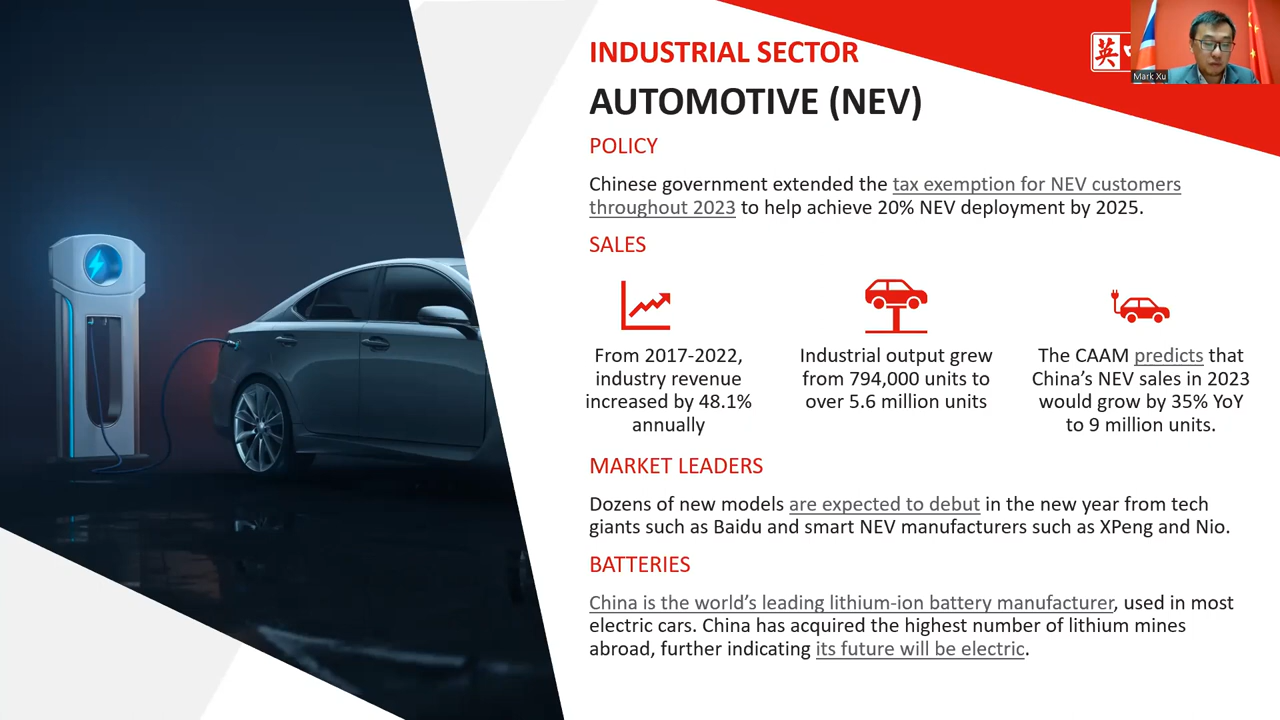 INDUSTRIAL SECTOR
英
Mark Xu
AUTOMOTIVE (NEV)
POLICY
Chinese government extended the tax exemption for NEV customers
throughout 2023 to help achieve 20% NEV deployment by 2025.
SALES
From 2017-2022,
industry revenue
increased by 48.1%
annually
Industrial output grew
from 794,000 units to
over 5.6 million units
The CAAM predicts that
China’s NEV sales in 2023
would grow by 35% YoY
to 9 million units.
MARKET LEADERS
Dozens of new models are expected to debut in the new year from tech
giants such as Baidu and smart NEV manufacturers such as XPeng and Nio.
BATTERIES
China is the world’s leading lithium-ion battery manufacturer, used in most
electric cars. China has acquired the highest number of lithium mines
abroad, further indicating its future will be electric.